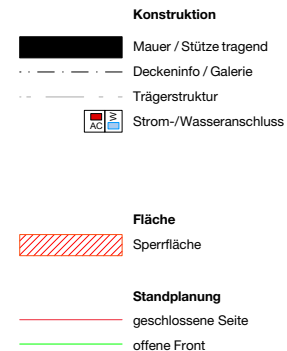 Konstruktion
Mauer / Stütze tragend
Deckeninfo / Galerie
Trägerstruktur
AC W Strom-/Wasseranschluss
Fläche
Sperrfläche
Standplanung
geschlossene Seite
offene Front